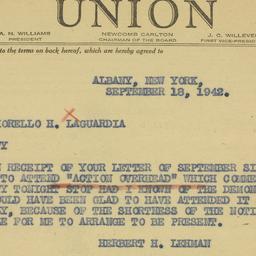 UNION
A. N. WILLIAMS NEWCOMB CARLTON J. C. WILLEVER
PRESIDENT CHAIRMAN OF THE BOARD FIRST VICE-PRESIDENT
to the terms on back hereof, which are hereby agreed to
ALBANY, NEW YORK,
SEPTEMBER 18, 1942.
IORELLO H. LAGUARDIA
Y
N RECEIPT OF YOUR LETTER OF SEPTEMBER SI
TO ATTEND "ACTION OVERHEAD" WHICH COMME
Y TONIGHT STOP HAD I KNOWN OF THE DEMON
OULD HAVE BEEN GLAD TO HAVE ATTENDED IT
Y, BECAUSE OF THE SHORTNESS OF THE NOTI
LE FOR ME TO ARRANGE TO BE PRESENT.
HERBERT H. LEHMAN